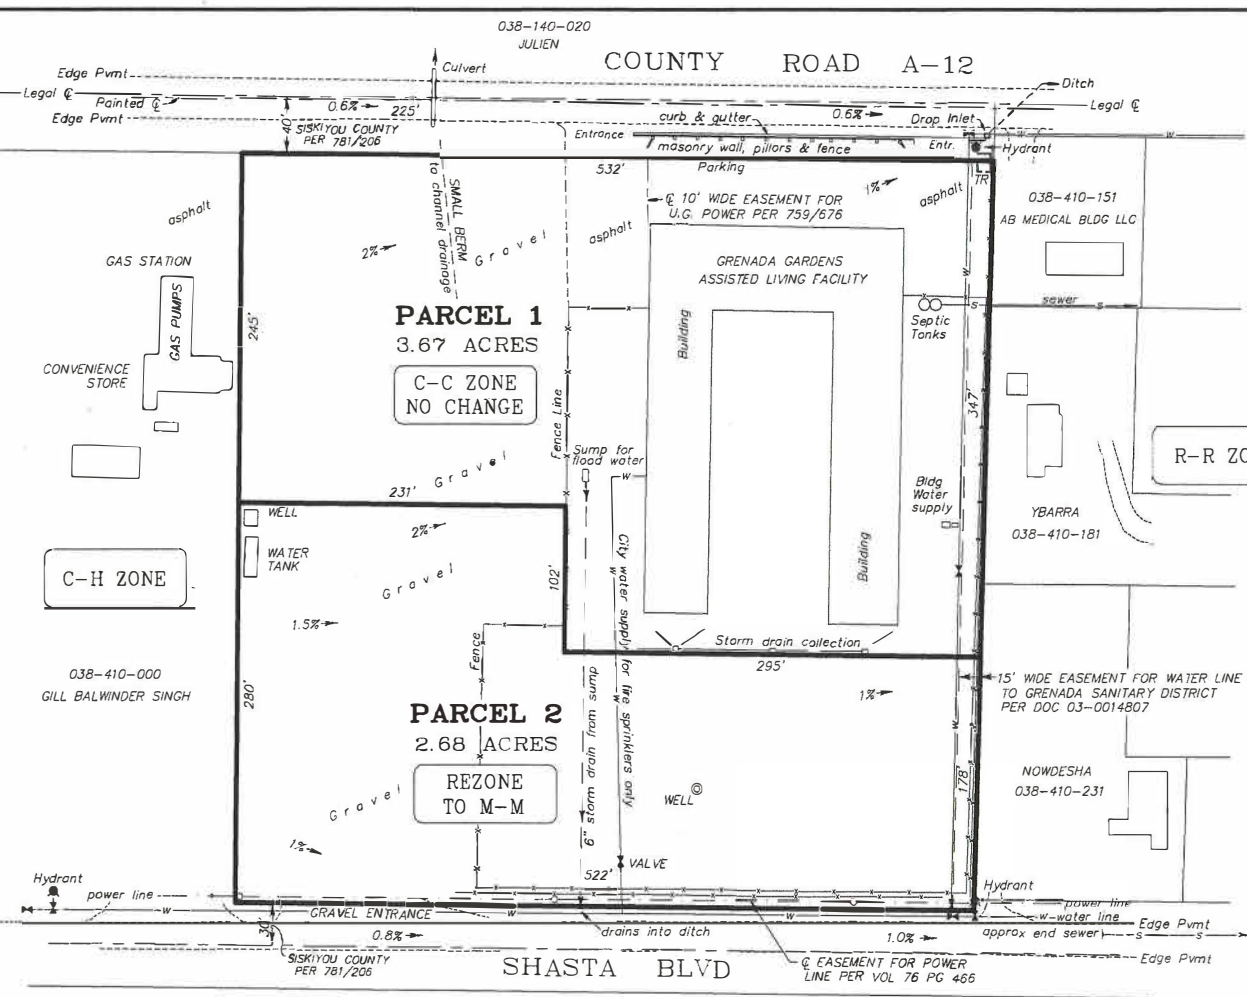 038-140-020
JULIEN
COUNTY ROAD A-12
Culvert
Edge Pvmt
Legal ℄
Painted ℄
Edge Pvmt
0.6%
225'
40'
SISKIYOU COUNTY
PER 781/206
Ditch
Legal ℄
curb & gutter
0.6%
Drop Inlet
Entrance
masonry wall, pillors & fence
Entr.
Hydrant
w
532'
Parking
TR
1%
asphalt
℄ 10' WIDE EASEMENT FOR
U.G. POWER PER 759/676
038-410-151
AB MEDICAL BLDG LLC
asphalt
SMALL BERM
to channel drainage
Gravel
2%
asphalt
GRENADA GARDENS
ASSISTED LIVING FACILITY
GAS STATION
GAS PUMPS
CONVENIENCE
STORE
245'
PARCEL 1
3.67 ACRES
C-C ZONE
NO CHANGE
Fence Line
Building
Septic
Tonks
sewer
s
347'
R-R ZO
Sump for
flood water
Gravel
231'
Bldg
Water
supply
Building
YBARRA
038-410-181
WELL
WATER
TANK
2%
Gravel
102'
City water supply for fire sprinklers only
C-H ZONE
1.5%
Fence
Storm drain collection
295'
038-410-000
GILL BALWINDER SINGH
280'
15' WIDE EASEMENT FOR WATER LINE
TO GRENADA SANITARY DISTRICT
PER DOC 03-0014807
1%
PARCEL 2
2.68 ACRES
REZONE
TO M-M
6" storm drain from sump
WELL
178'
NOWDESHA
038-410-231
Gravel
1%
VALVE
522'
Hydrant
power line
w
GRAVEL ENTRANCE
w
w
Hydrant
power line
w-water line
approx end sewer
s
s
Edge Pvmt
30'
0.8%
drains into ditch
1.0%
Edge Pvmt
SISKIYOU COUNTY
PER 781/206
SHASTA BLVD
℄ EASEMENT FOR POWER
LINE PER VOL 76 PG 466